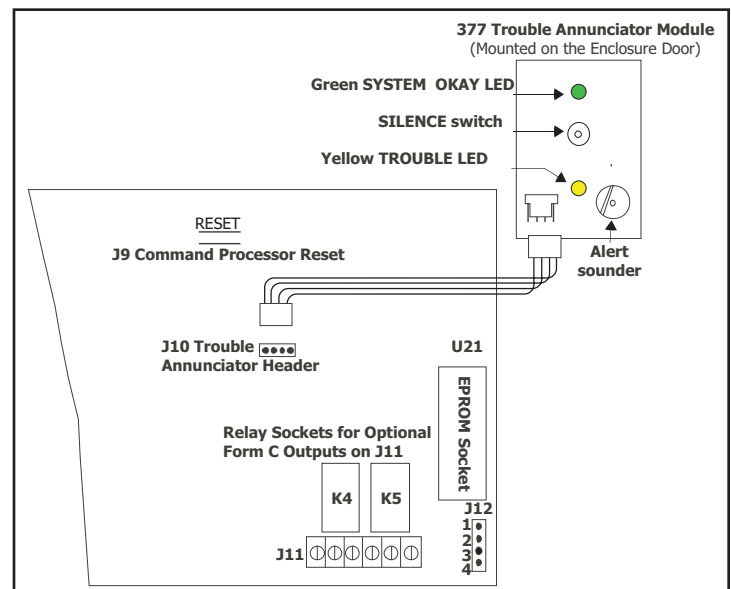 377 Trouble Annunciator Module
(Mounted on the Enclosure Door)
Green SYSTEM OKAY LED
SILENCE switch
Yellow TROUBLE LED
Alert
sounder
RESET
J9 Command Processor Reset
J10 Trouble
Annunciator Header
U21
EPROM Socket
Relay Sockets for Optional
Form C Outputs on J11
K4
K5
J11
J12
1
2
3
4